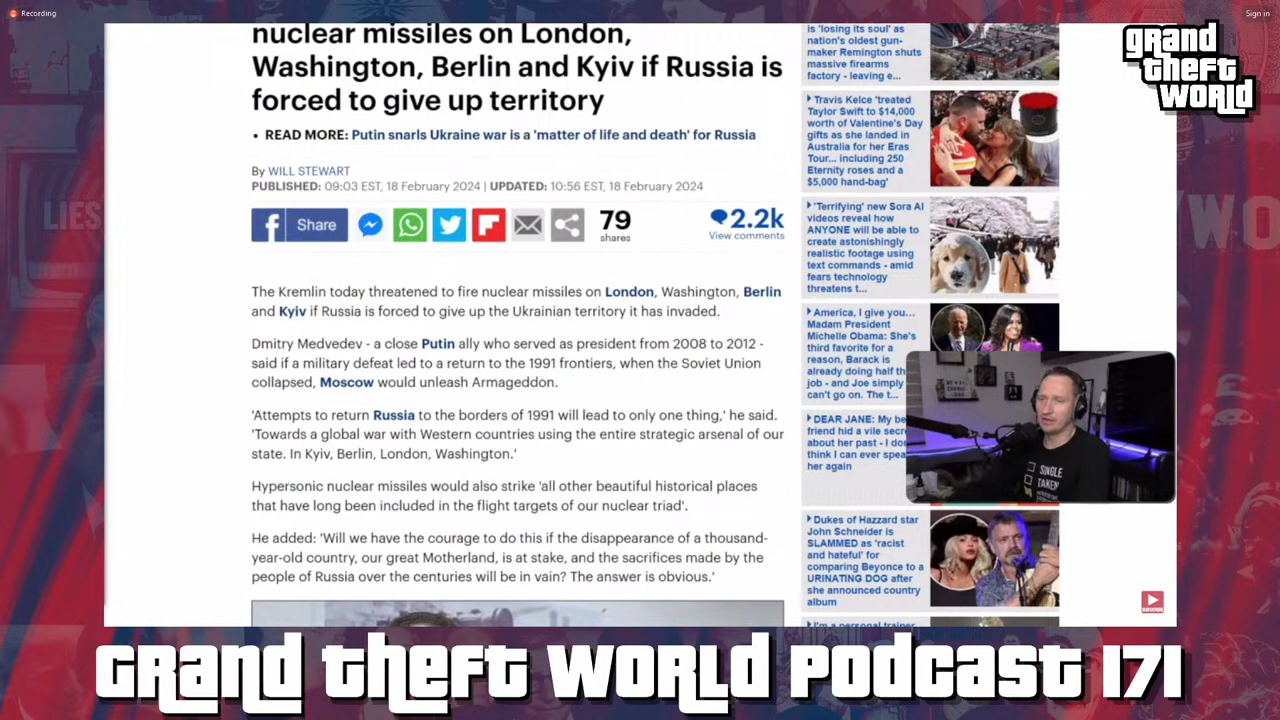 Recording
Sign in
nuclear missiles on London,
Washington, Berlin and Kyiv if Russia is
forced to give up territory
• READ MORE: Putin snarls Ukraine war is a 'matter of life and death' for Russia
By WILL STEWART
PUBLISHED: 09:03 EST, 18 February 2024 | UPDATED: 10:56 EST, 18 February 2024
Share
79
shares
2.2k
View comments
The Kremlin today threatened to fire nuclear missiles on London, Washington, Berlin
and Kyiv if Russia is forced to give up the Ukrainian territory it has invaded.
Dmitry Medvedev - a close Putin ally who served as president from 2008 to 2012 -
said if a military defeat led to a return to the 1991 frontiers, when the Soviet Union
collapsed, Moscow would unleash Armageddon.
'Attempts to return Russia to the borders of 1991 will lead to only one thing,' he said.
'Towards a global war with Western countries using the entire strategic arsenal of our
state. In Kyiv, Berlin, London, Washington.'
Hypersonic nuclear missiles would also strike 'all other beautiful historical places
that have long been included in the flight targets of our nuclear triad'.
He added: 'Will we have the courage to do this if the disappearance of a thousand-
year-old country, our great Motherland, is at stake, and the sacrifices made by the
people of Russia over the centuries will be in vain? The answer is obvious.'
is 'losing its soul' as
nation's oldest gun-
maker Remington shuts
massive firearms
factory - leaving e...
Travis Kelce 'treated
Taylor Swift to $14,000
worth of Valentine's Day
gifts as she landed in
Australia for her Eras
Tour... including 250
Eternity roses and a
$5,000 hand-bag'
'Terrifying' new Sora AI
videos reveal how
ANYONE will be able to
create astonishingly
realistic footage using
text commands - amid
fears technology
threatens t...
America, I give you...
Madam President
Michelle Obama: She's
third favorite for a
reason, Barack is
already doing half th
job - and Joe simply
can't go on. The t...
DEAR JANE: My be
friend hid a vile secre
about her past - I don
think I can ever spea
her again
Dukes of Hazzard star
John Schneider is
SLAMMED as 'racist
and hateful' for
comparing Beyonce to a
URINATING DOG after
she announced country
album
I'm a personal trainer
grand
theft
world
SINGLE
TAKEN
SUBSCRIBE
LIES
WO
GRAND THEFT WORLD PODCAST 171